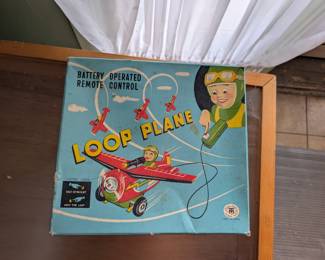 BATTERY OPERATED
REMOTE CONTROL
LOOP PLANE